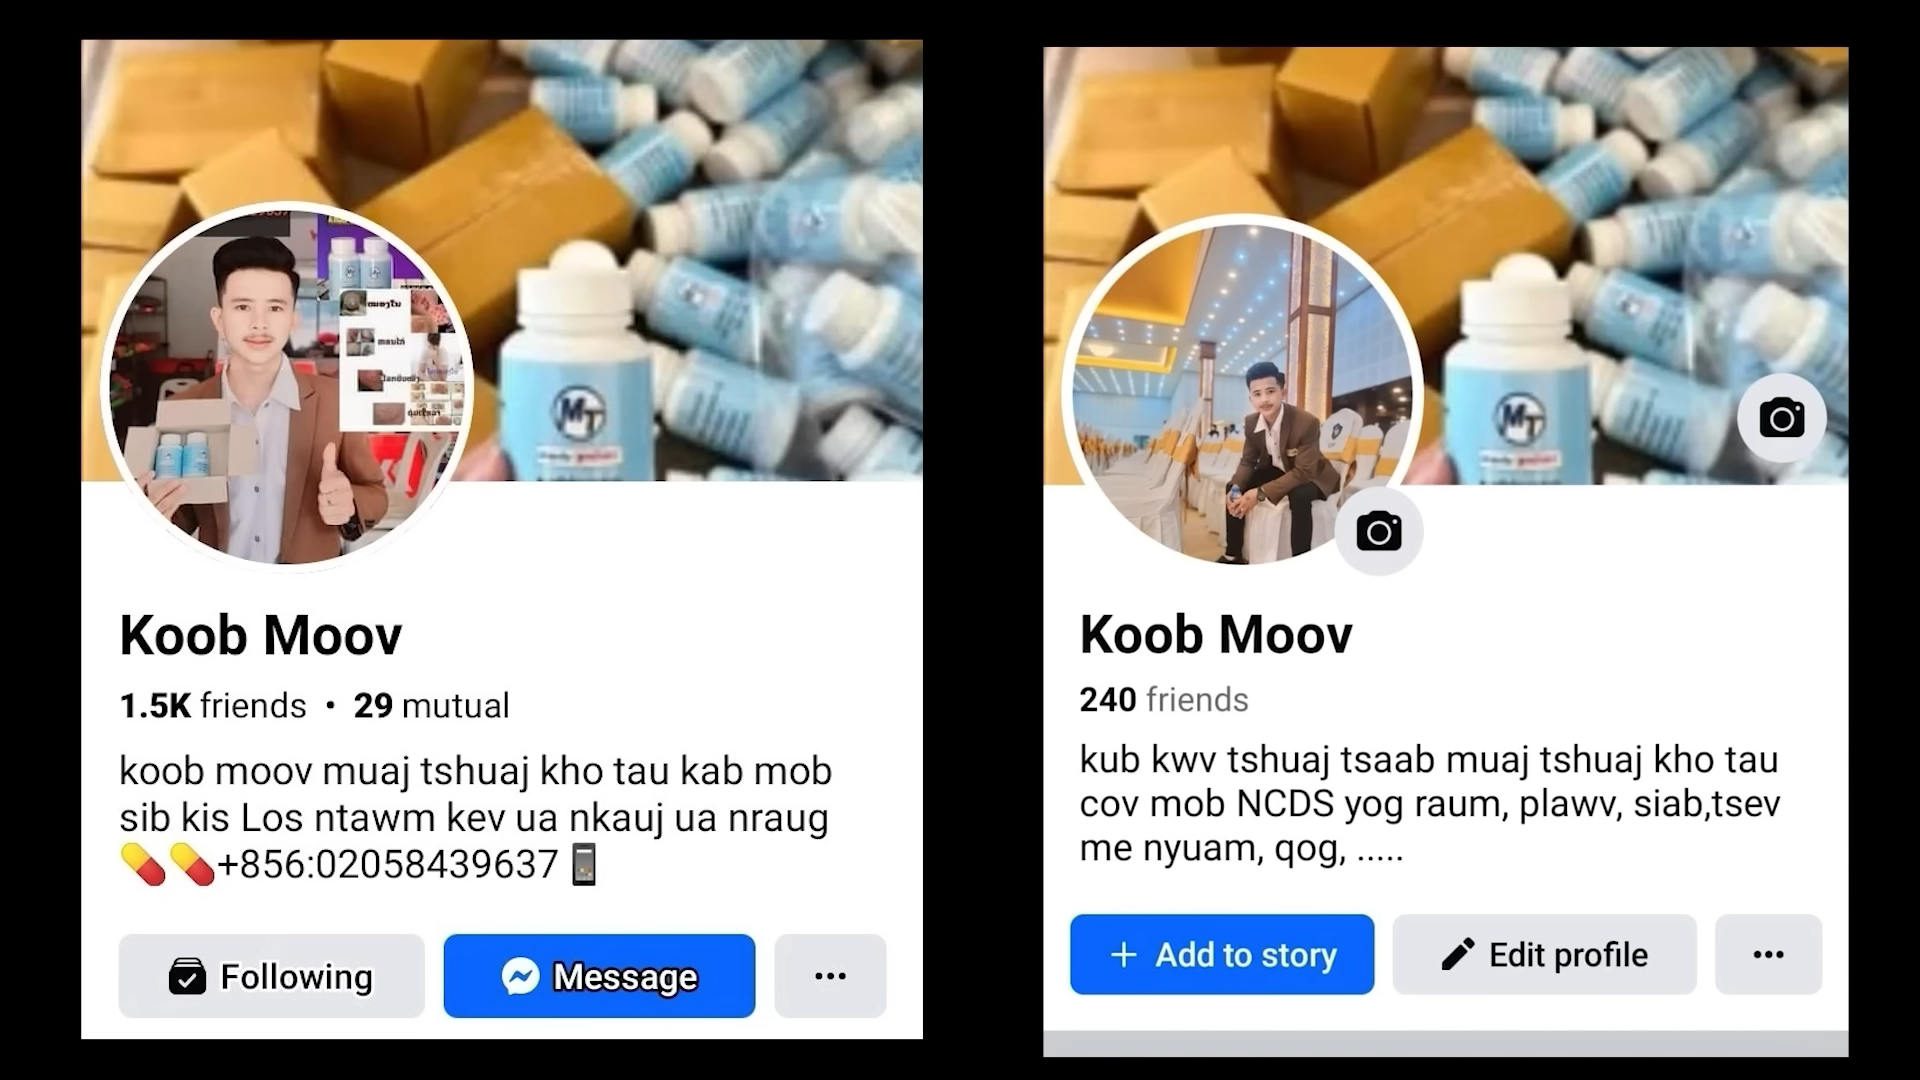 Koob Moov
1.5K friends • 29 mutual
koob moov muaj tshuaj kho tau kab mob
sib kis Los ntawm kev ua nkauj ua nraug
💊💊+856:02058439637📱
Following
Message
MT
Koob Moov
240 friends
kub kwv tshuaj tsaab muaj tshuaj kho tau
cov mob NCDS yog raum, plawv, siab,tsev
me nyuam, qog, .....
Add to story
Edit profile
MT